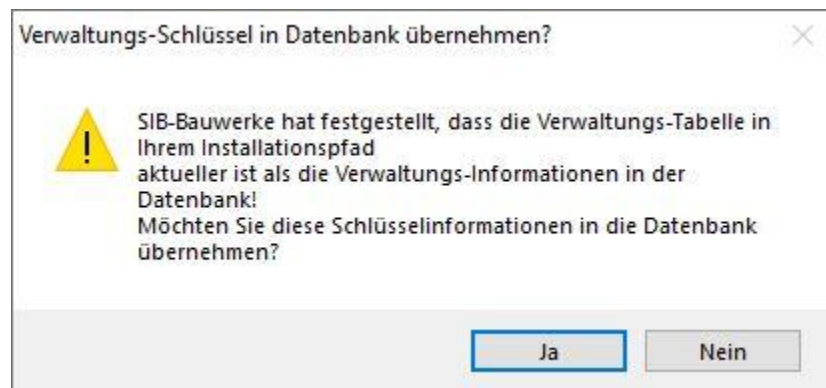 Verwaltungs-Schlüssel in Datenbank übernehmen?
SIB-Bauwerke hat festgestellt, dass die Verwaltungs-Tabelle in
Ihrem Installationspfad
aktueller ist als die Verwaltungs-Informationen in der
Datenbank!
Möchten Sie diese Schlüsselinformationen in die Datenbank
übernehmen?
Ja
Nein